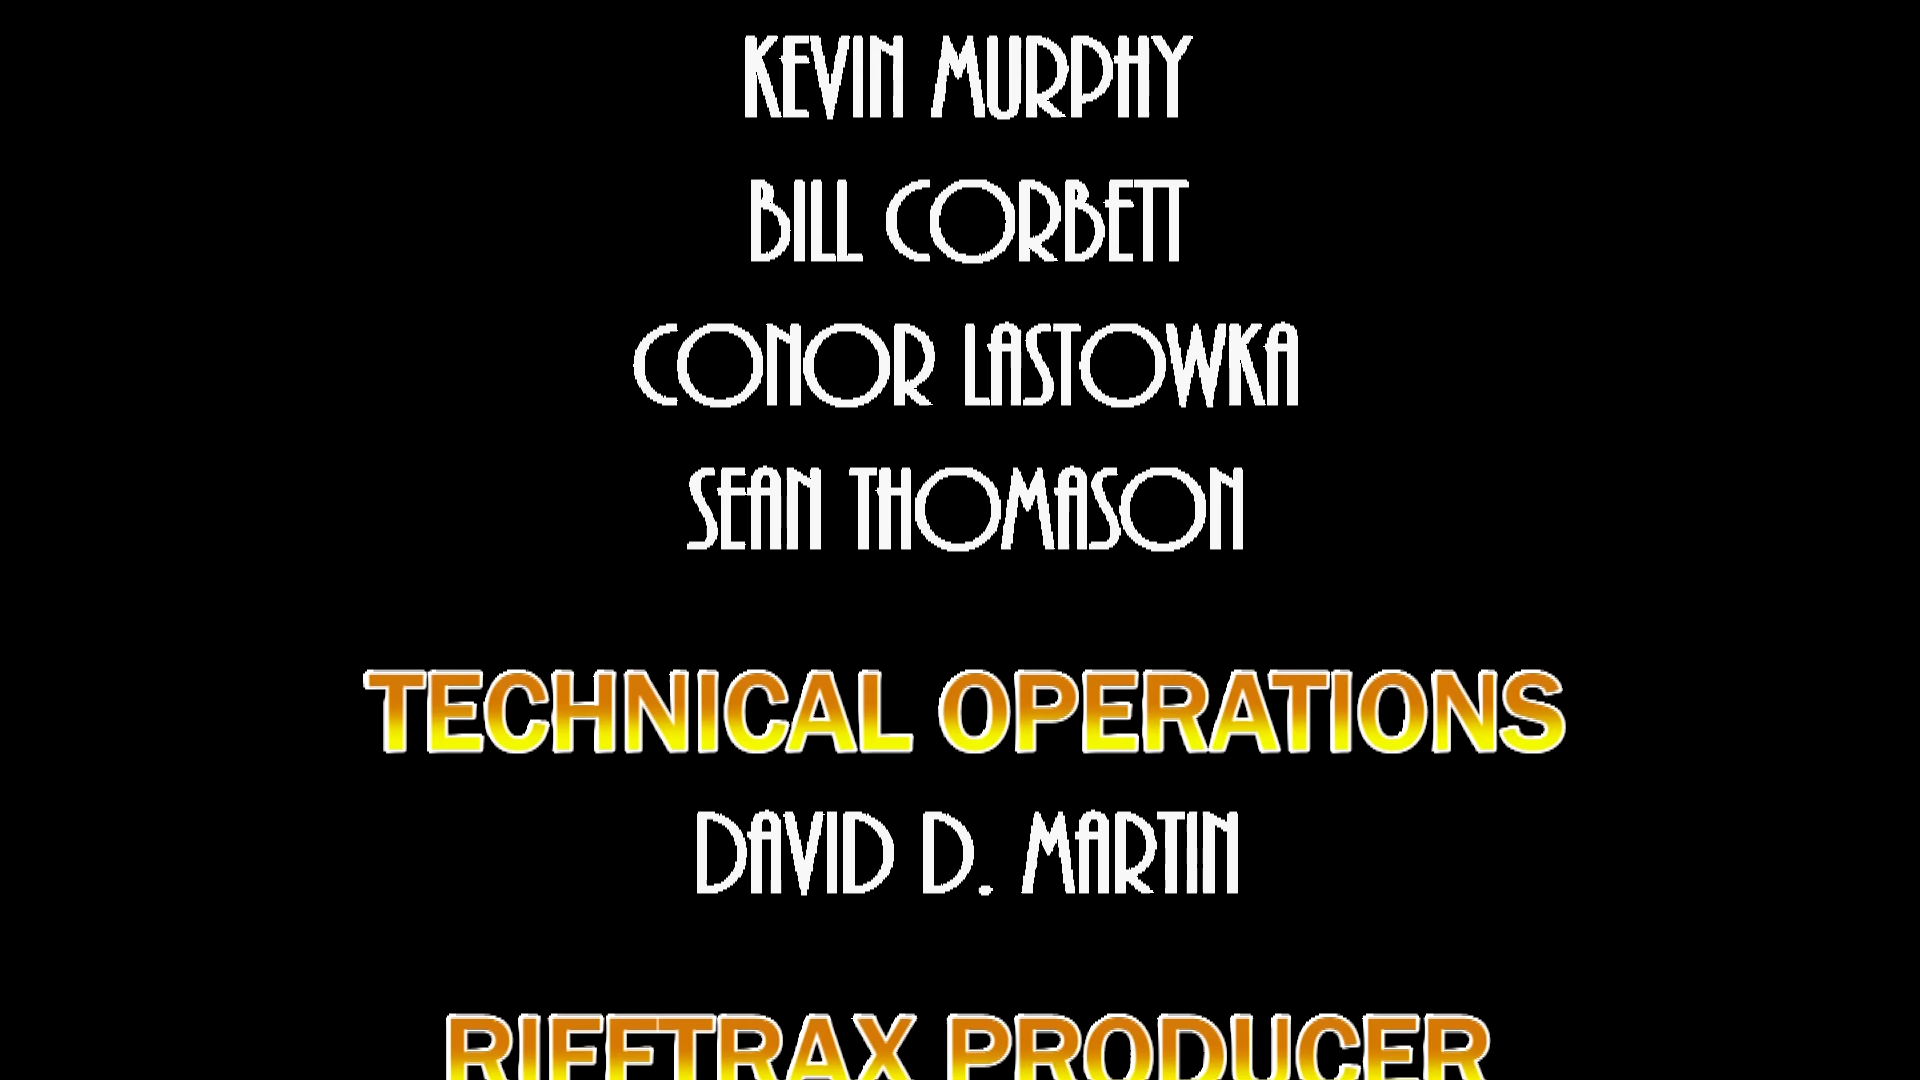 KEVIN MURPHY
BILL CORBETT
CONOR LASTOWKA
SEAN THOMASON
TECHNICAL OPERATIONS
DAVID D. MARTIN
RIFFTRAX PRODUCER